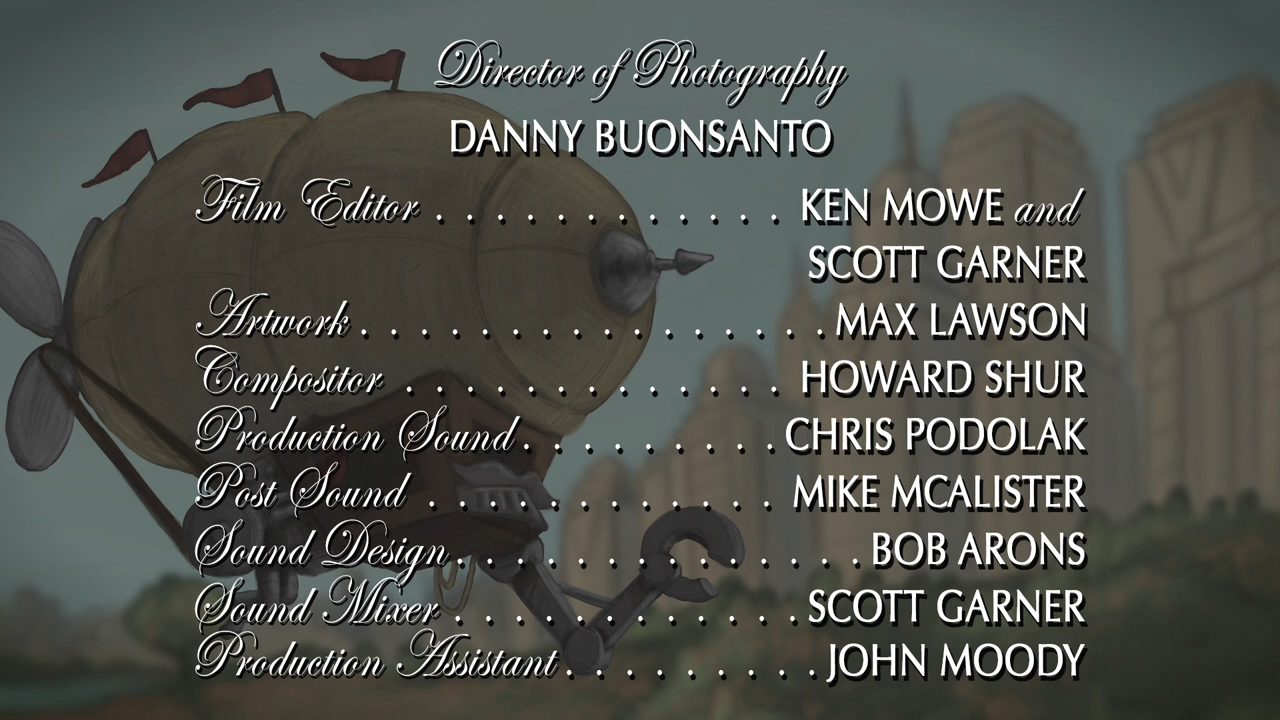 Director of Photography
DANNY BUONSANTO
Film Editor . . . . . . . . . . . . KEN MOWE and
SCOTT GARNER
Artwork . . . . . . . . . . . . . . . . MAX LAWSON
Compositor . . . . . . . . . . . . . HOWARD SHUR
Production Sound . . . . . . . . . CHRIS PODOLAK
Post Sound . . . . . . . . . . . . MIKE MCALISTER
Sound Design . . . . . . . . . . . . . . BOB ARONS
Sound Mixer . . . . . . . . . . . . SCOTT GARNER
Production Assistant . . . . . . . . . JOHN MOODY